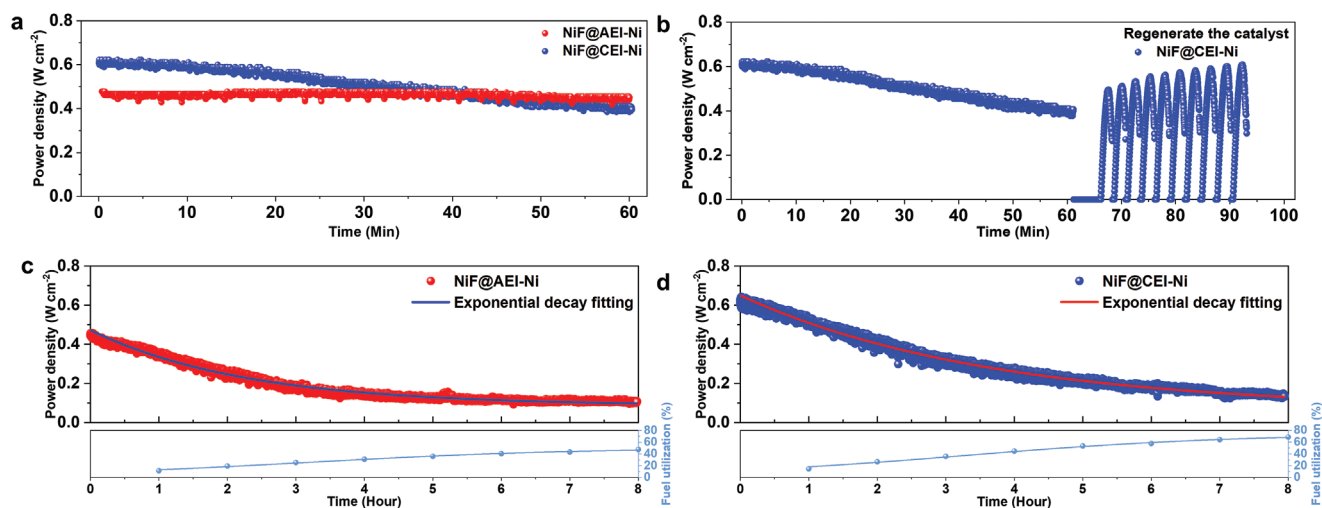 a
Power density (W cm-2)
0.8
0.6
0.4
0.2
0.0
NiF@AEI-Ni
NiF@CEI-Ni
0 10 20 30 40 50 60
Time (Min)
b
Power density (W cm-2)
0.8
0.6
0.4
0.2
0.0
Regenerate the catalyst
NiF@CEI-Ni
0 10 20 30 40 50 60 70 80 90 100
Time (Min)
c
Power density (W cm-2)
0.8
0.6
0.4
0.2
0.0
NiF@AEI-Ni
Exponential decay fitting
80
60
40
20
0
Fuel utilization (%)
0 1 2 3 4 5 6 7 8
Time (Hour)
d
Power density (W cm-2)
0.8
0.6
0.4
0.2
0.0
NiF@CEI-Ni
Exponential decay fitting
80
60
40
20
0
Fuel utilization (%)
0 1 2 3 4 5 6 7 8
Time (Hour)